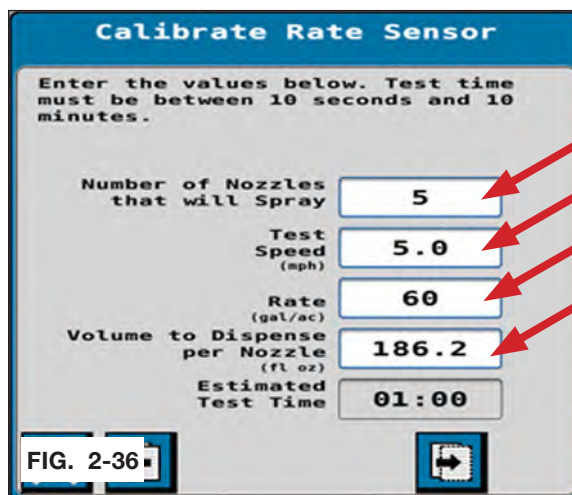 Calibrate Rate Sensor
Enter the values below. Test time
must be between 10 seconds and 10
minutes.
Number of Nozzles
that will Spray
5
Test
Speed
(mph)
5.0
Rate
(gal/ac)
60
Volume to Dispense
per Nozzle
(fl oz)
186.2
Estimated
Test Time
01:00
FIG. 2-36